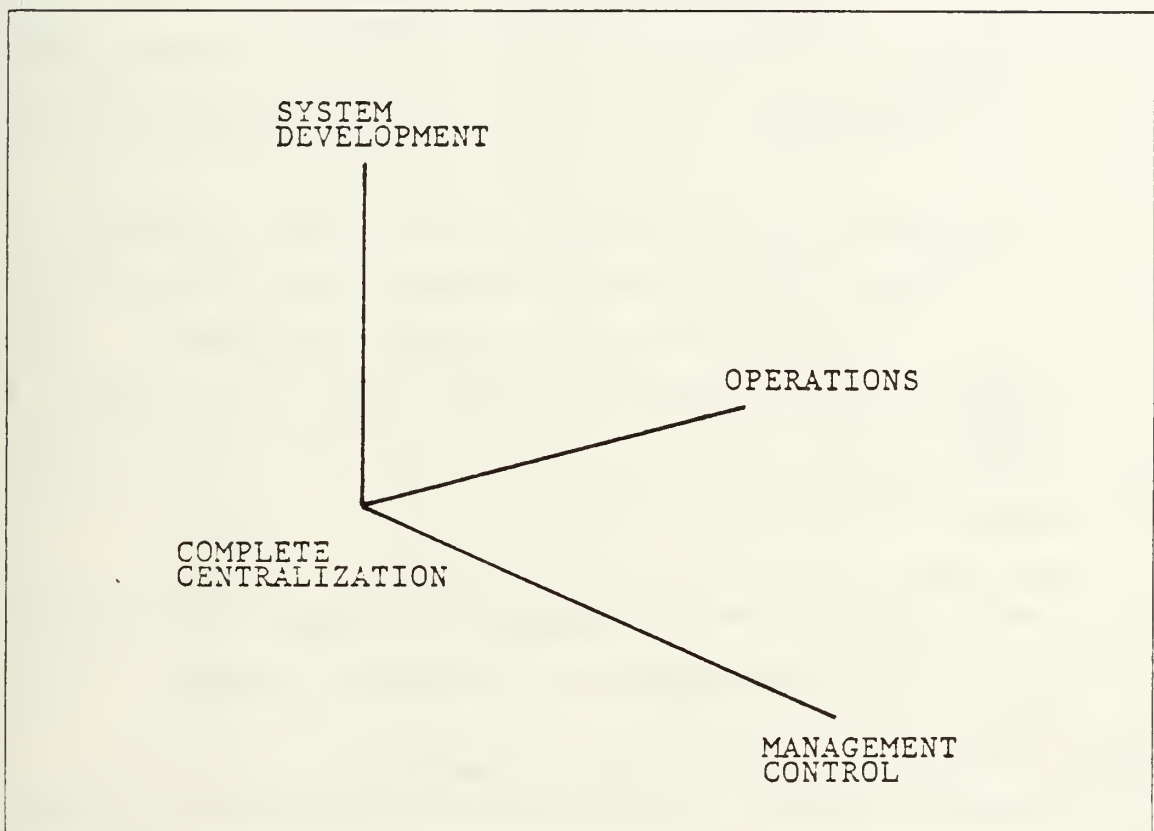 SYSTEM
DEVELOPMENT
OPERATIONS
COMPLETE
CENTRALIZATION
MANAGEMENT
CONTROL